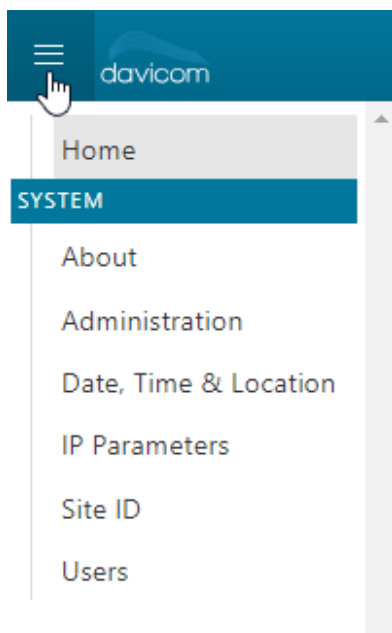 davicom
Home
SYSTEM
About
Administration
Date, Time & Location
IP Parameters
Site ID
Users